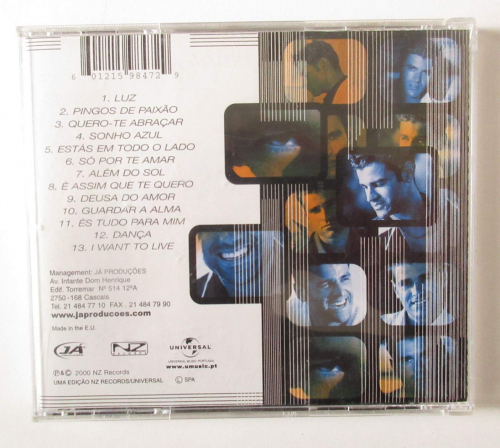 6 01215 98472 9
1. LUZ
2. PINGOS DE PAIXÃO
3. QUERO-TE ABRAÇAR
4. SONHO AZUL
5. ESTÁS EM TODO O LADO
6. SÓ POR TE AMAR
7. ALÉM DO SOL
8. É ASSIM QUE TE QUERO
9. DEUSA DO AMOR
10. GUARDAR A ALMA
11. ÉS TUDO PARA MIM
12. DANÇA
13. I WANT TO LIVE
Management: JÁ PRODUÇÕES
Av. Infante Dom Henrique
Edif. Torremar Nº 514 12ºA
2750 -168 Cascais
Tel. 21 484 77 10 FAX . 21 484 79 90
www.japroducoes.com
Made in the E.U.
JÁ NZ RECORDS UNIVERSAL
UNIVERSAL MUSIC PORTUGAL
www.umusic.pt
℗& © 2000 NZ Records
UMA EDIÇÃO NZ RECORDS/UNIVERSAL © SPA